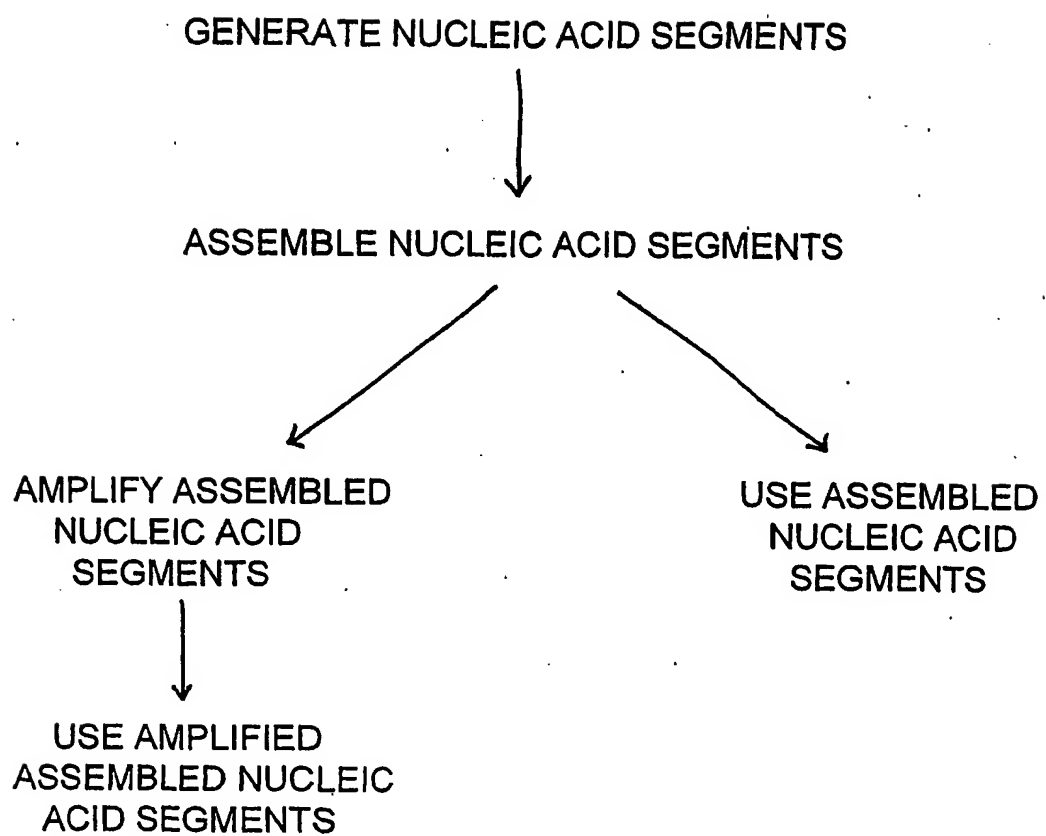 GENERATE NUCLEIC ACID SEGMENTS
ASSEMBLE NUCLEIC ACID SEGMENTS
AMPLIFY ASSEMBLED
NUCLEIC ACID
SEGMENTS
USE ASSEMBLED
NUCLEIC ACID
SEGMENTS
USE AMPLIFIED
ASSEMBLED NUCLEIC
ACID SEGMENTS